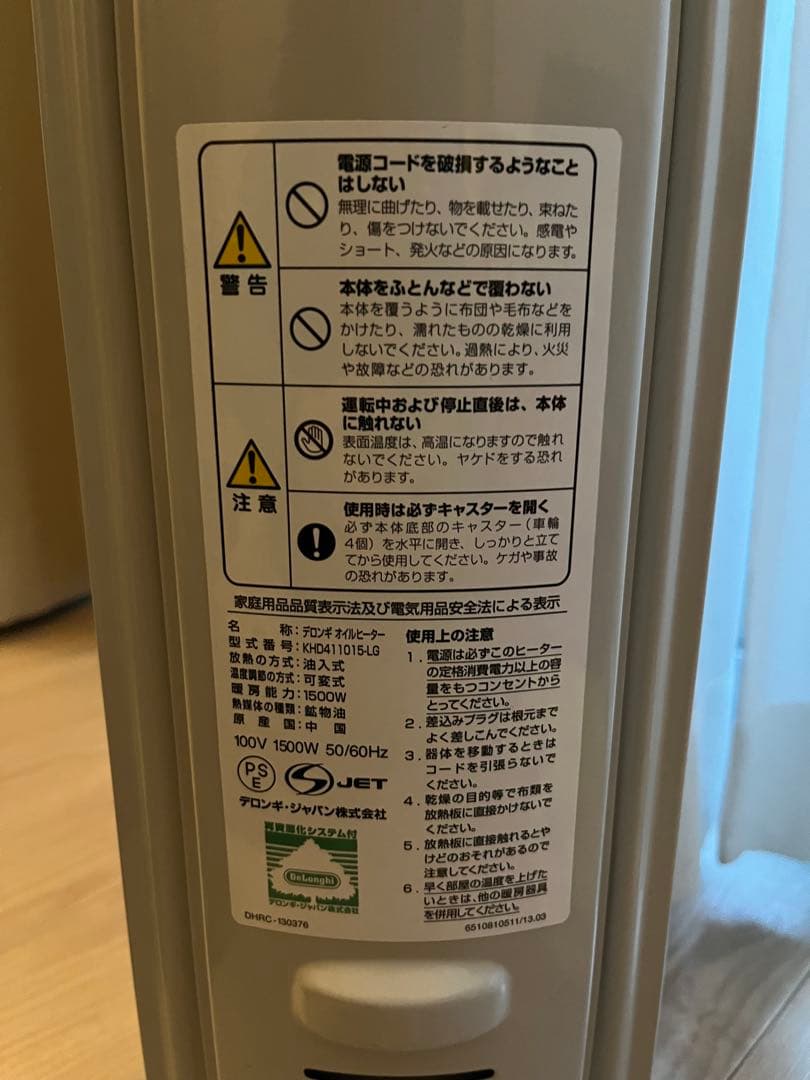 警告
電源コードを破損するようなこと
はしない
無理に曲げたり、物を載せたり、束ねた
り、傷をつけないでください。感電や
ショート、発火などの原因になります。
本体をふとんなどで覆わない
本体を覆うように布団や毛布などを
かけたり、濡れたものの乾燥に利用
しないでください。過熱により、火災
や故障などの恐れがあります。
注意
運転中および停止直後は、本体
に触れない
表面温度は、高温になりますので触れ
ないでください。ヤケドをする恐れ
があります。
使用時は必ずキャスターを開く
必ず本体底部のキャスター（車輪
4個）を水平に開き、しっかりと立て
てから使用してください。ケガや事故
の恐れがあります。
家庭用品品質表示法及び電気用品安全法による表示
名称：デロンギ オイルヒーター
型式番号：KHD411015-LG
放熱の方式：油入式
温度調節の方式：可変式
暖房能力：1500W
熱媒体の種類：鉱物油
原産国：中国
100V 1500W 50/60Hz
PS
E
JET
デロンギ・ジャパン株式会社
再資源化システム付
DeLonghi
デロンギ・ジャパン株式会社
DHRC-130376
使用上の注意
1．電源は必ずこのヒーター
の定格消費電力以上の容
量をもつコンセントから
とってください。
2．差込みプラグは根元まで
よく差しこんでください。
3．器体を移動するときは
コードを引張らないで
ください。
4．乾燥の目的等で布類を
放熱板に直接かけないで
ください。
5．放熱板に直接触れるとや
けどのおそれがあるので
注意してください。
6．早く部屋の温度を上げた
いときは、他の暖房器具
を併用してください。
6510810511/13.03